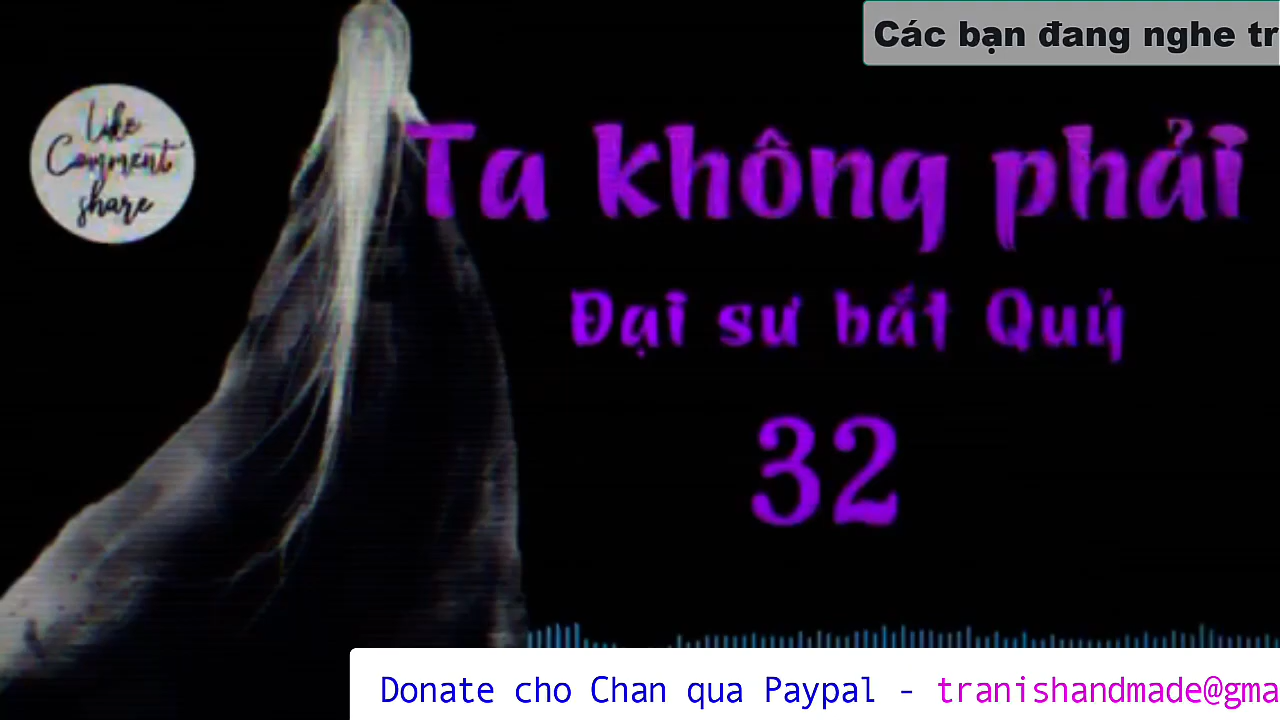 Các bạn đang nghe tr
Like
Comment
share
Ta không phải
Đại sư bắt Quỷ
32
Donate cho Chan qua Paypal - tranishandmade@gma